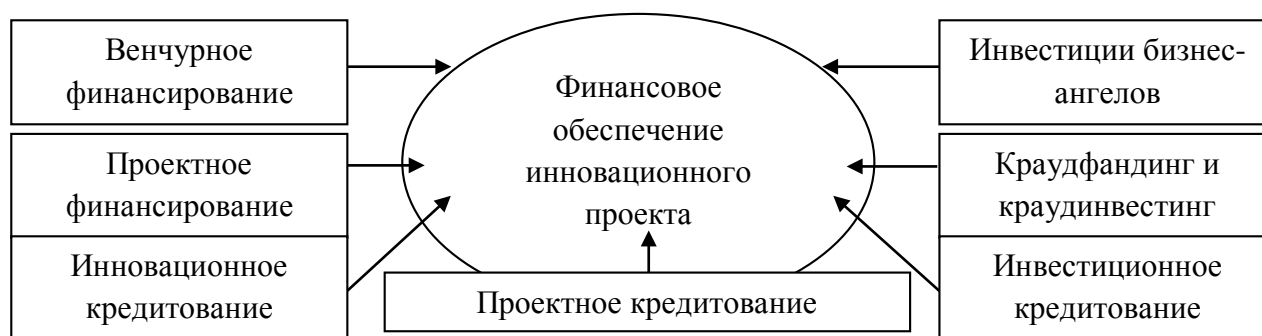 Венчурное
финансирование
Проектное
финансирование
Инновационное
кредитование
Финансовое
обеспечение
инновационного
проекта
Проектное кредитование
Инвестиции бизнес-
ангелов
Краудфандинг и
краудинвестинг
Инвестиционное
кредитование